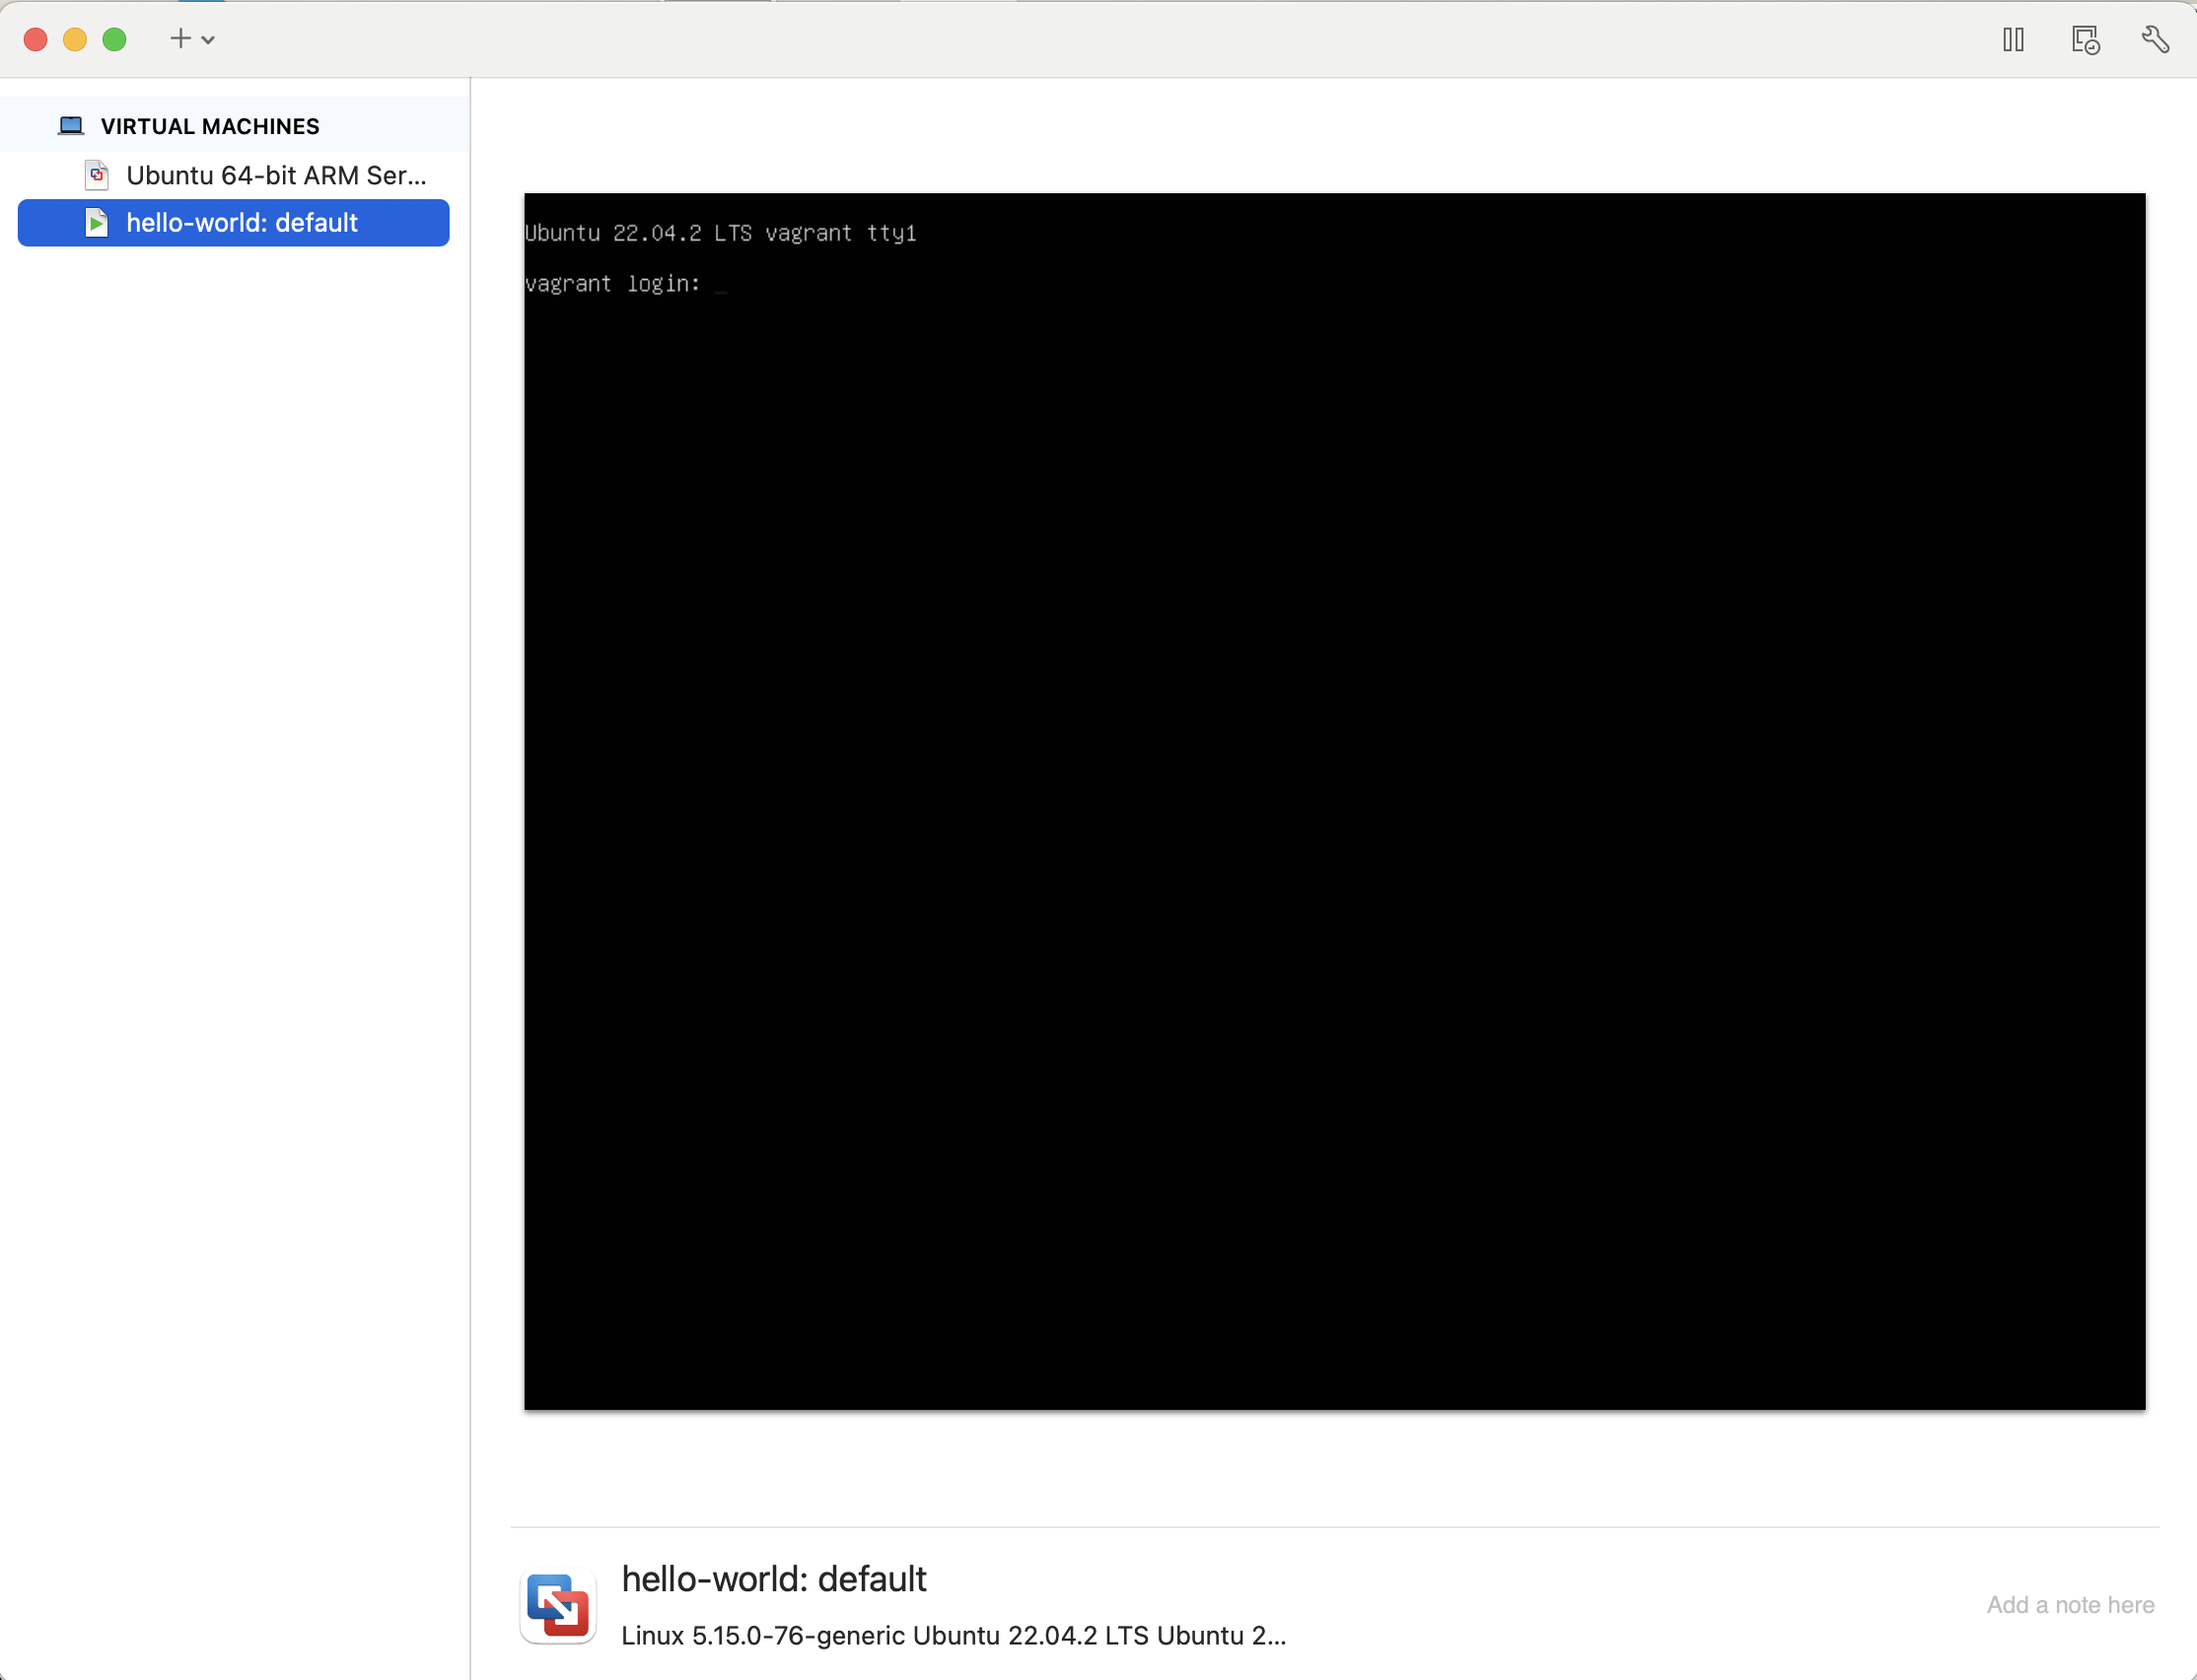 VIRTUAL MACHINES
Ubuntu 64-bit ARM Ser...
hello-world: default
Ubuntu 22.04.2 LTS vagrant tty1
vagrant login: _
hello-world: default
Linux 5.15.0-76-generic Ubuntu 22.04.2 LTS Ubuntu 2...
Add a note here